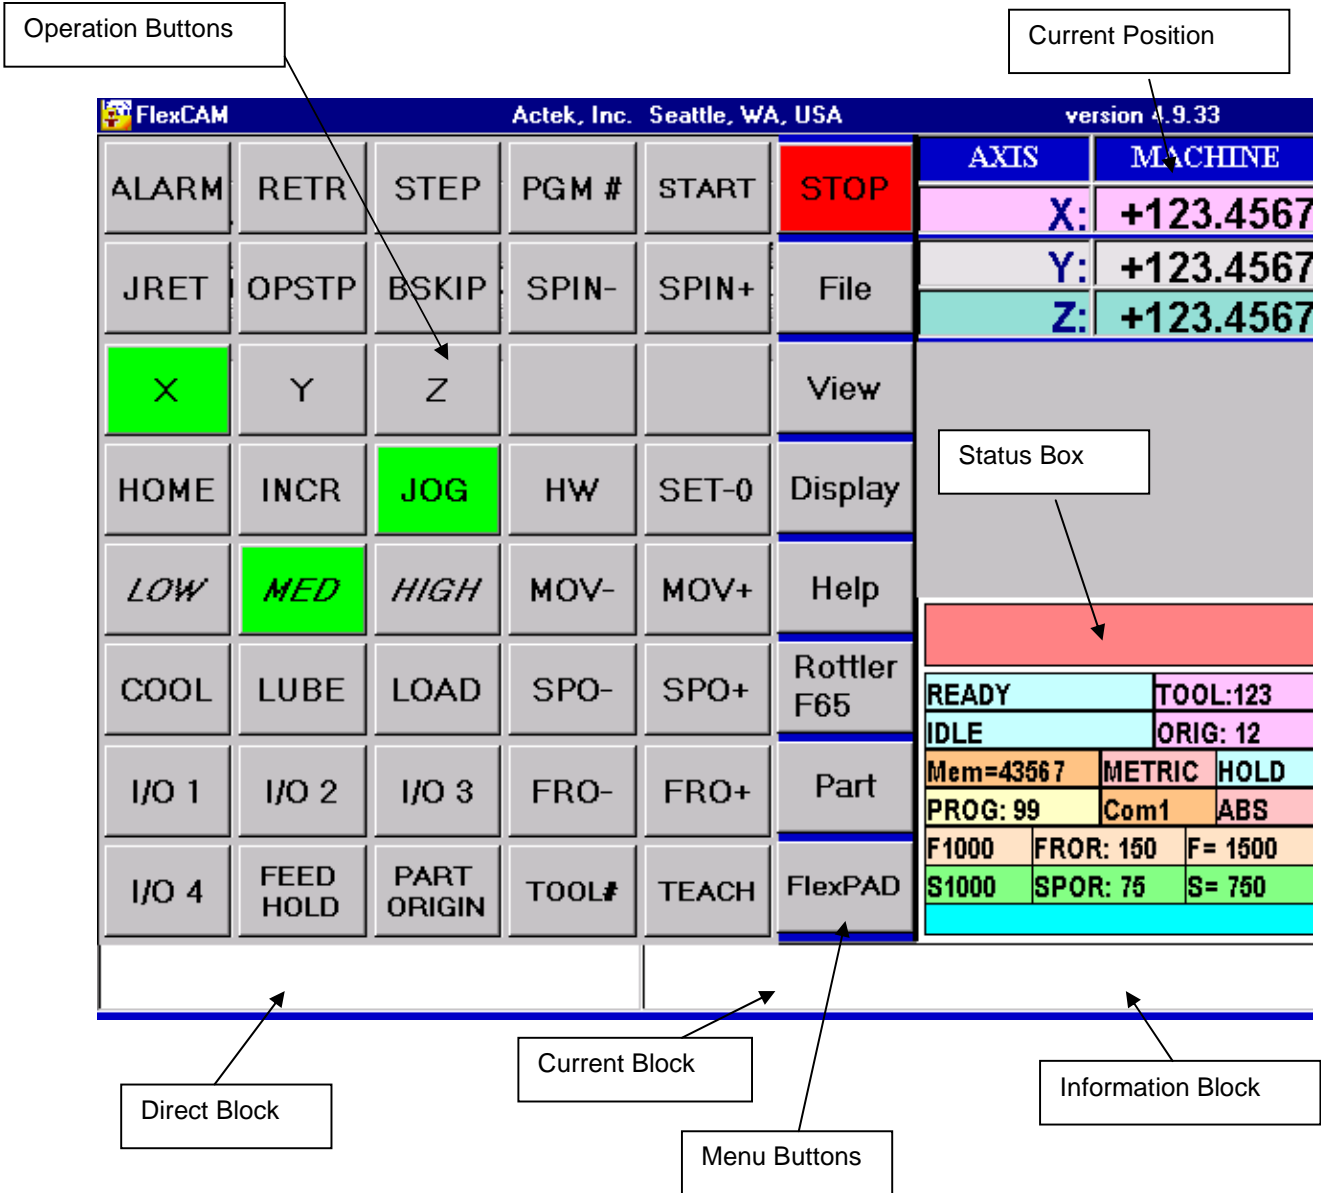 Operation Buttons
Current Position
FlexCAM Actek, Inc. Seattle, WA, USA version 4.9.33
ALARM RETR STEP PGM # START STOP
AXIS MACHINE
X: +123.4567
JRET OPSTP BSKIP SPIN- SPIN+ File
Y: +123.4567
Z: +123.4567
X Y Z View
Status Box
HOME INCR JOG HW SET-0 Display
LOW MED HIGH MOV- MOV+ Help
COOL LUBE LOAD SPO- SPO+ Rottler
F65
READY TOOL:123
IDLE ORIG: 12
I/O 1 I/O 2 I/O 3 FRO- FRO+ Part
Mem=43567 METRIC HOLD
PROG: 99 Com1 ABS
F1000 FROR: 150 F= 1500
I/O 4 FEED
HOLD PART
ORIGIN TOOL# TEACH FlexPAD
S1000 SPOR: 75 S= 750
Current Block
Direct Block
Information Block
Menu Buttons